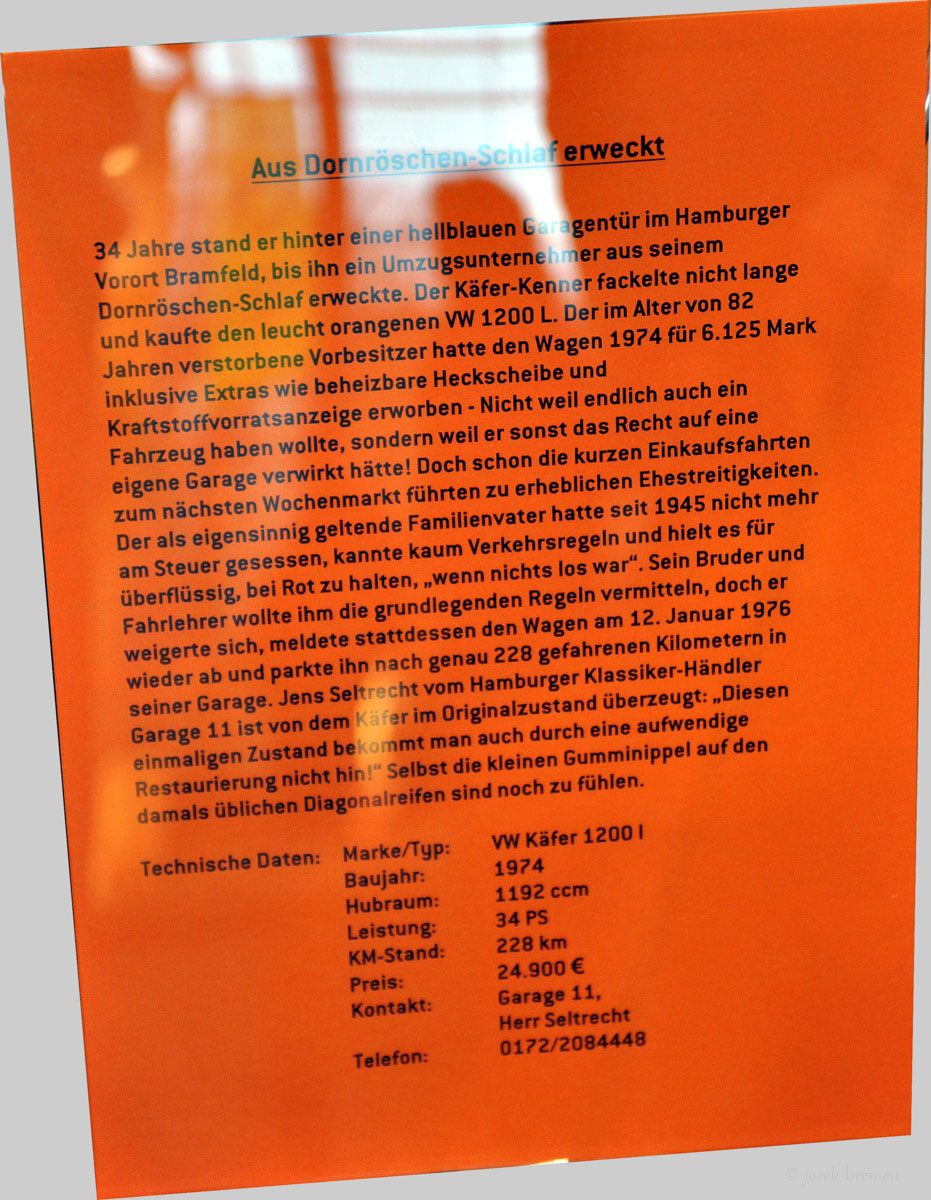 Aus Dornröschen-Schlaf erweckt
34 Jahre stand er hinter einer hellblauen Garagentür im Hamburger
Vorort Bramfeld, bis ihn ein Umzugsunternehmer aus seinem
Dornröschen-Schlaf erweckte. Der Käfer-Kenner fackelte nicht lange
und kaufte den leucht orangenen VW 1200 L. Der im Alter von 82
Jahren verstorbene Vorbesitzer hatte den Wagen 1974 für 6.125 Mark
inklusive Extras wie beheizbare Heckscheibe und
Kraftstoffvorratsanzeige erworben - Nicht weil endlich auch ein
Fahrzeug haben wollte, sondern weil er sonst das Recht auf eine
eigene Garage verwirkt hätte! Doch schon die kurzen Einkaufsfahrten
zum nächsten Wochenmarkt führten zu erheblichen Ehestreitigkeiten.
Der als eigensinnig geltende Familienvater hatte seit 1945 nicht mehr
am Steuer gesessen, kannte kaum Verkehrsregeln und hielt es für
überflüssig, bei Rot zu halten, „wenn nichts los war“. Sein Bruder und
Fahrlehrer wollte ihm die grundlegenden Regeln vermitteln, doch er
weigerte sich, meldete stattdessen den Wagen am 12. Januar 1976
wieder ab und parkte ihn nach genau 228 gefahrenen Kilometern in
seiner Garage. Jens Seltrecht vom Hamburger Klassiker-Händler
Garage 11 ist von dem Käfer im Originalzustand überzeugt: „Diesen
einmaligen Zustand bekommt man auch durch eine aufwendige
Restaurierung nicht hin!“ Selbst die kleinen Gumminippel auf den
damals üblichen Diagonalreifen sind noch zu fühlen.
Technische Daten: Marke/Typ: VW Käfer 1200 l
Baujahr: 1974
Hubraum: 1192 ccm
Leistung: 34 PS
KM-Stand: 228 km
Preis: 24.900 €
Kontakt: Garage 11,
Herr Seltrecht
Telefon: 0172/2084448
© jorek-bremen